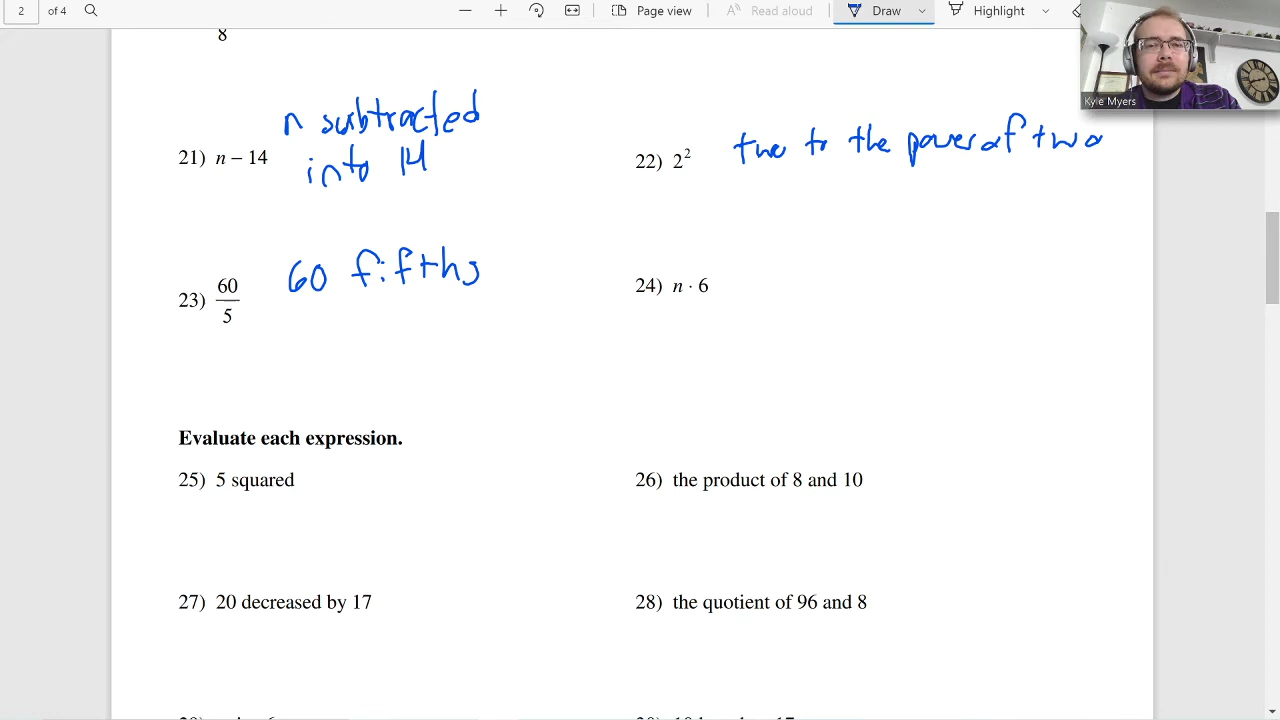 2 of 4 Page view Read aloud Draw Highlight
8
Kyle Myers
n subtracted
into 14
21) n − 14
two to the power of two
22) 2²
60 fifths
23) 60/5
24) n · 6
Evaluate each expression.
25) 5 squared
26) the product of 8 and 10
27) 20 decreased by 17
28) the quotient of 96 and 8